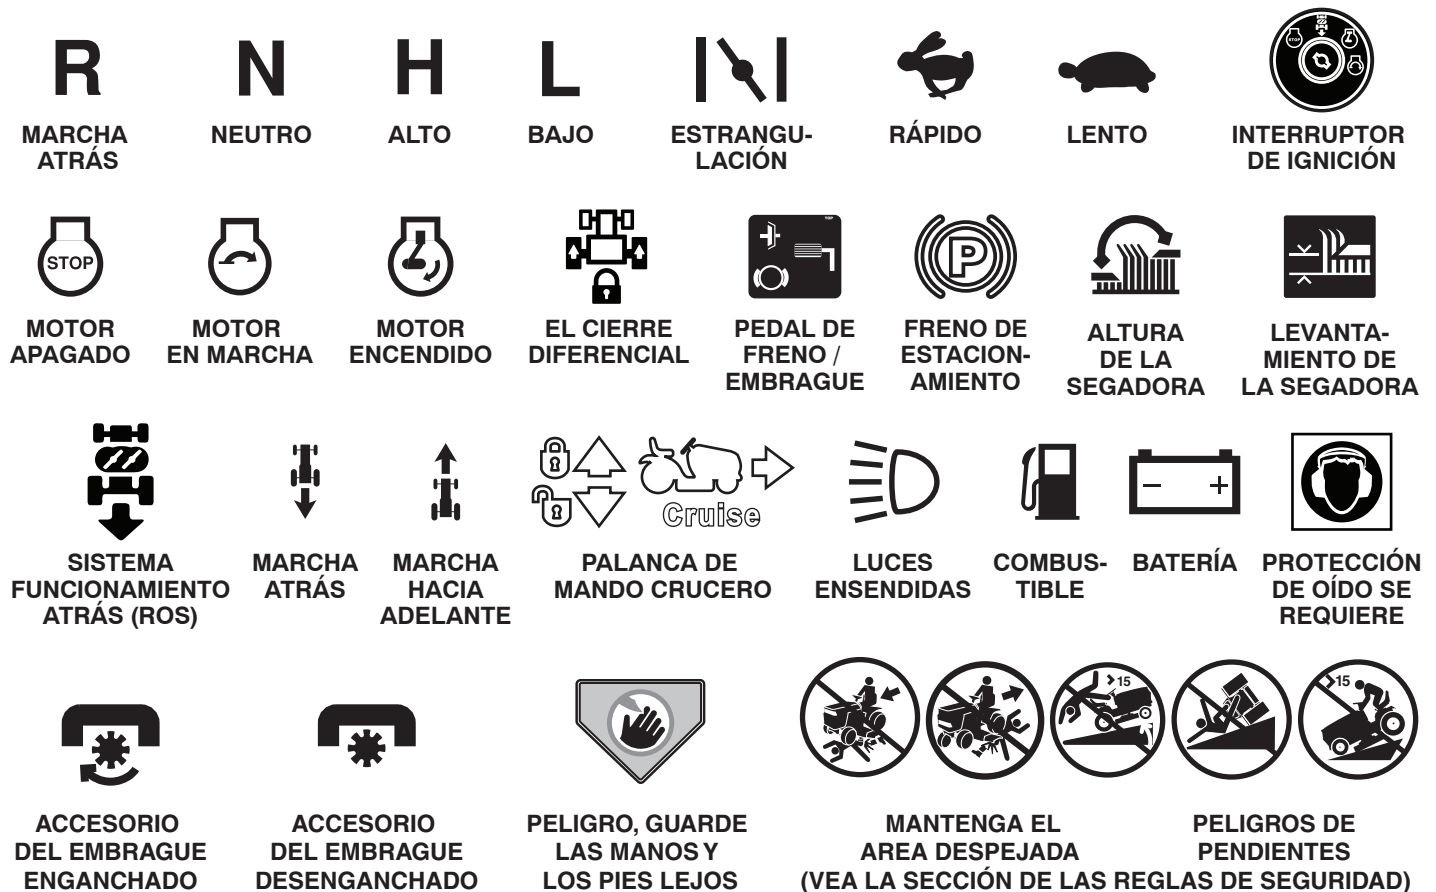 R N H L
MARCHA ATRÁS
NEUTRO
ALTO
BAJO
ESTRANGU-
LACIÓN
RÁPIDO
LENTO
STOP
INTERRUPTOR
DE IGNICIÓN
STOP
MOTOR
APAGADO
MOTOR
EN MARCHA
MOTOR
ENCENDIDO
EL CIERRE
DIFERENCIAL
TOP
PEDAL DE
FRENO /
EMBRAGUE
P
FRENO DE
ESTACION-
AMIENTO
ALTURA
DE LA
SEGADORA
LEVANTA-
MIENTO DE
LA SEGADORA
SISTEMA
FUNCIONAMIENTO
ATRÁS (ROS)
MARCHA
ATRÁS
MARCHA
HACIA
ADELANTE
Cruise
PALANCA DE
MANDO CRUCERO
LUCES
ENSENDIDAS
COMBUS-
TIBLE
- +
BATERÍA
PROTECCIÓN
DE OÍDO SE
REQUIERE
ACCESORIO
DEL EMBRAGUE
ENGANCHADO
ACCESORIO
DEL EMBRAGUE
DESENGANCHADO
PELIGRO, GUARDE
LAS MANOS Y
LOS PIES LEJOS
>15
>15
MANTENGA EL
AREA DESPEJADA
PELIGROS DE
PENDIENTES
(VEA LA SECCIÓN DE LAS REGLAS DE SEGURIDAD)